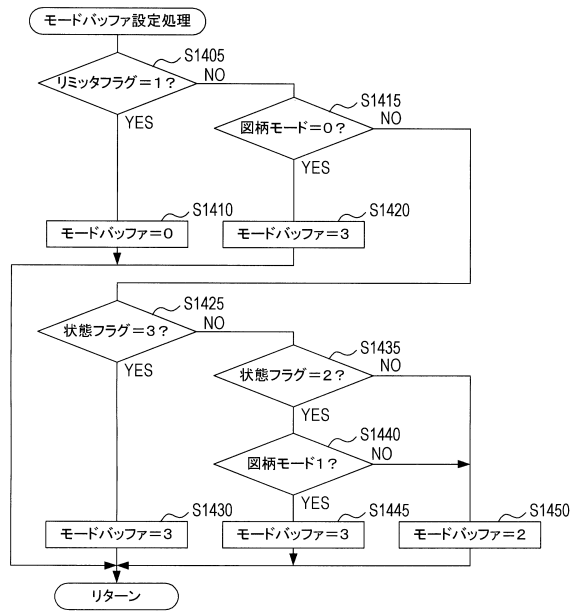 モードバッファ設定処理
S1405
リミッタフラグ=1?
NO
YES
S1415
図柄モード=0?
NO
YES
S1410
モードバッファ=0
S1420
モードバッファ=3
S1425
状態フラグ=3?
NO
YES
S1435
状態フラグ=2?
NO
YES
S1440
図柄モード1?
NO
YES
S1430
モードバッファ=3
S1445
モードバッファ=3
S1450
モードバッファ=2
リターン